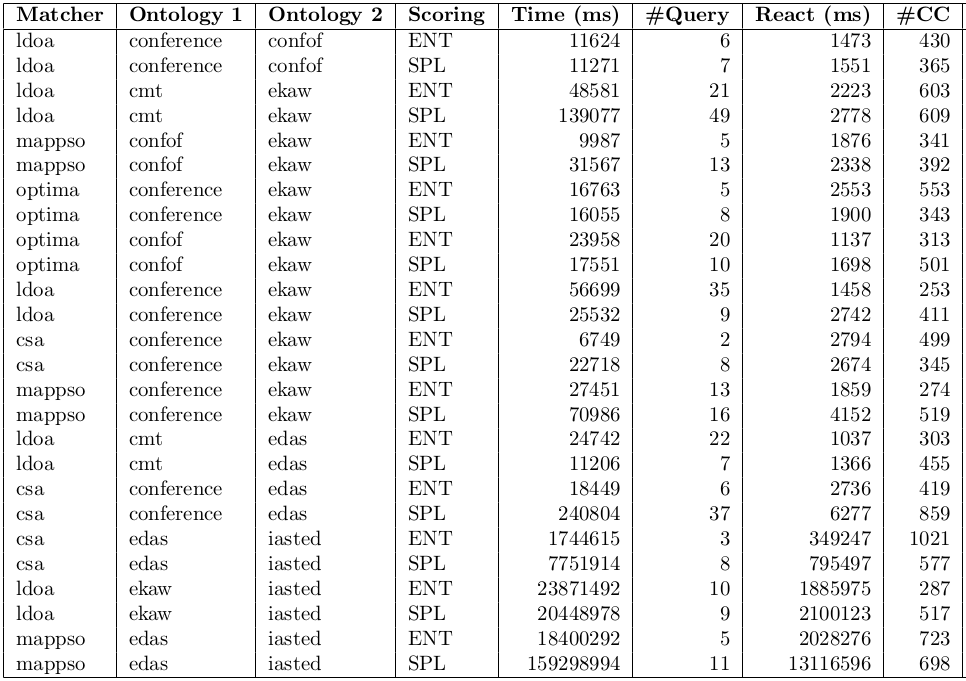 Matcher Ontology 1 Ontology 2 Scoring Time (ms) #Query React (ms) #CC
ldoa conference confof ENT 11624 6 1473 430
ldoa conference confof SPL 11271 7 1551 365
ldoa cmt ekaw ENT 48581 21 2223 603
ldoa cmt ekaw SPL 139077 49 2778 609
mappso confof ekaw ENT 9987 5 1876 341
mappso confof ekaw SPL 31567 13 2338 392
optima conference ekaw ENT 16763 5 2553 553
optima conference ekaw SPL 16055 8 1900 343
optima confof ekaw ENT 23958 20 1137 313
optima confof ekaw SPL 17551 10 1698 501
ldoa conference ekaw ENT 56699 35 1458 253
ldoa conference ekaw SPL 25532 9 2742 411
csa conference ekaw ENT 6749 2 2794 499
csa conference ekaw SPL 22718 8 2674 345
mappso conference ekaw ENT 27451 13 1859 274
mappso conference ekaw SPL 70986 16 4152 519
ldoa cmt edas ENT 24742 22 1037 303
ldoa cmt edas SPL 11206 7 1366 455
csa conference edas ENT 18449 6 2736 419
csa conference edas SPL 240804 37 6277 859
csa edas iasted ENT 1744615 3 349247 1021
csa edas iasted SPL 7751914 8 795497 577
ldoa ekaw iasted ENT 23871492 10 1885975 287
ldoa ekaw iasted SPL 20448978 9 2100123 517
mappso edas iasted ENT 18400292 5 2028276 723
mappso edas iasted SPL 159298994 11 13116596 698